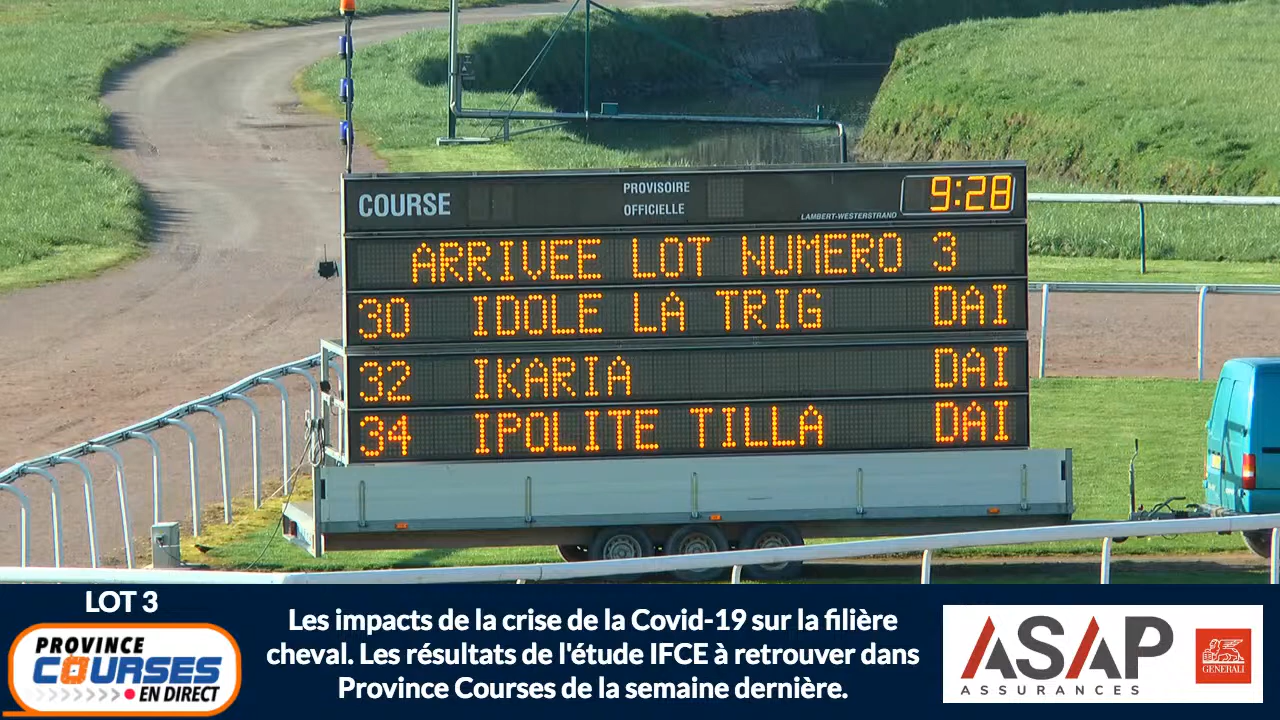 COURSE
PROVISOIRE
OFFICIELLE
LAMBERT-WESTERSTRAND
9:28
ARRIVEE LOT NUMERO 3
30 IDOLE LA TRIG DAI
32 IKARIA DAI
34 IPOLITE TILLA DAI
LOT 3
PROVINCE
COURSES
EN DIRECT
Les impacts de la crise de la Covid-19 sur la filière
cheval. Les résultats de l'étude IFCE à retrouver dans
Province Courses de la semaine dernière.
ASAP
ASSURANCES
GENERALI